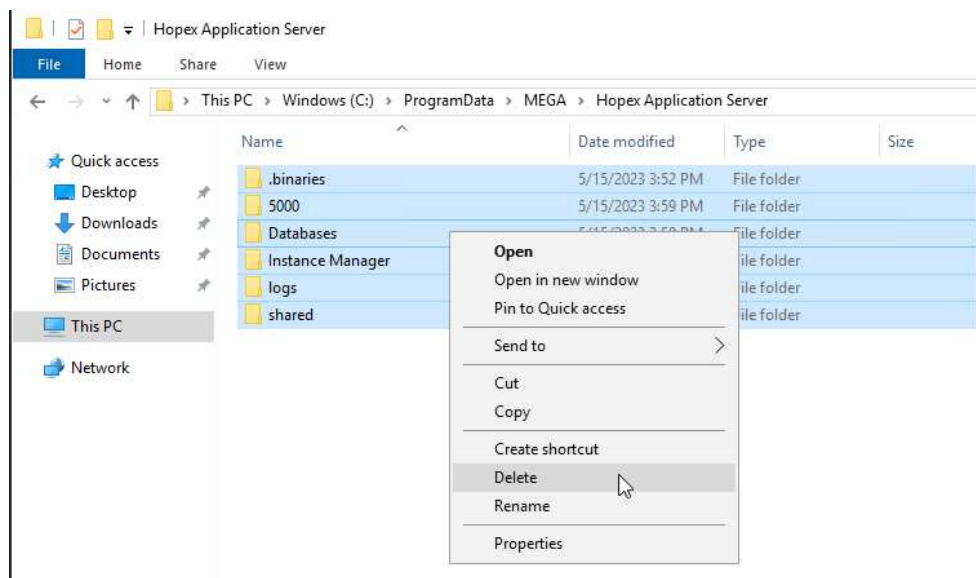 Hopex Application Server
File Home Share View
This PC > Windows (C:) > ProgramData > MEGA > Hopex Application Server
Name Date modified Type Size
Quick access
Desktop
Downloads
Documents
Pictures
This PC
Network
.binaries 5/15/2023 3:52 PM File folder
5000 5/15/2023 3:59 PM File folder
Databases File folder
Instance Manager File folder
logs File folder
shared File folder
Open
Open in new window
Pin to Quick access
Send to >
Cut
Copy
Create shortcut
Delete
Rename
Properties